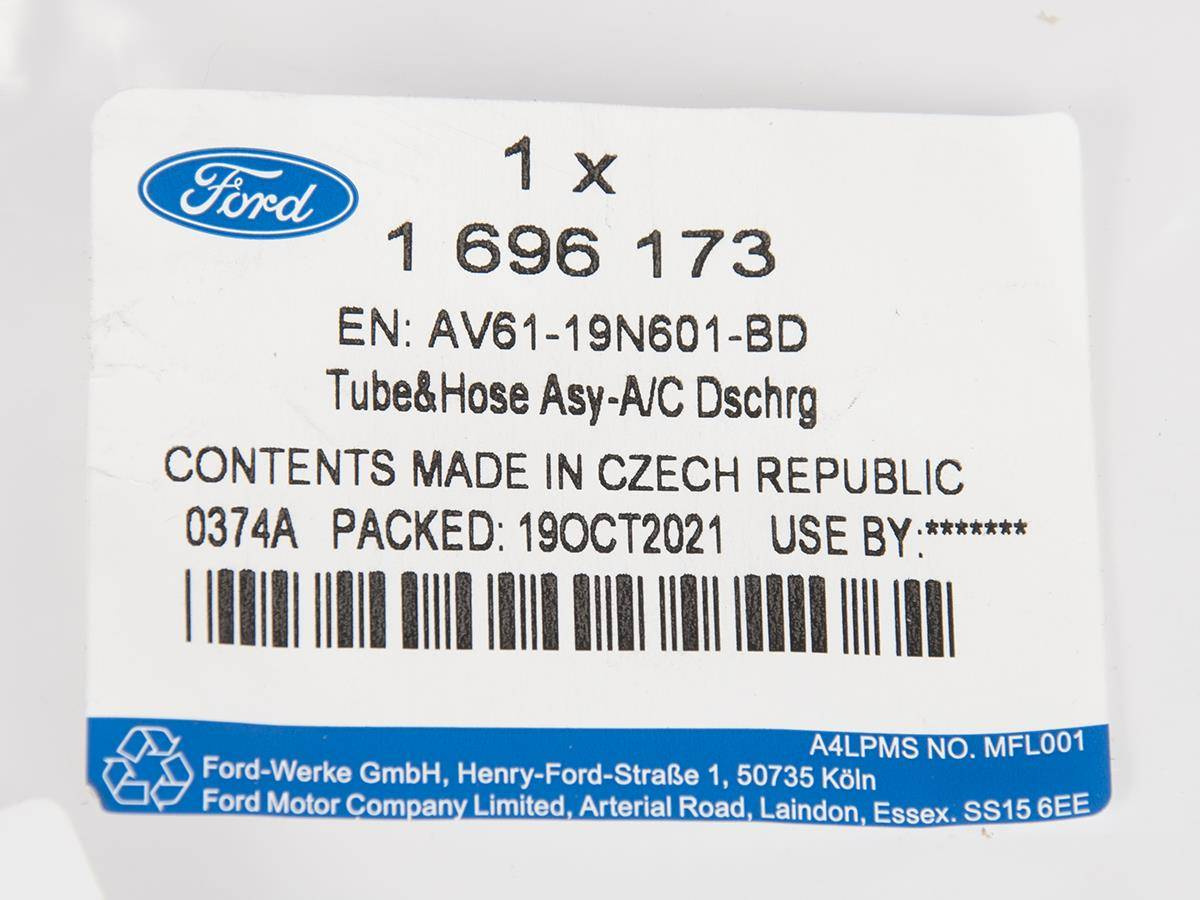 Ford
1 x
1 696 173
EN: AV61-19N601-BD
Tube&Hose Asy-A/C Dschrg
CONTENTS MADE IN CZECH REPUBLIC
0374A PACKED: 19OCT2021 USE BY:*******
A4LPMS NO. MFL001
Ford-Werke GmbH, Henry-Ford-Straße 1, 50735 Köln
Ford Motor Company Limited, Arterial Road, Laindon, Essex. SS15 6EE